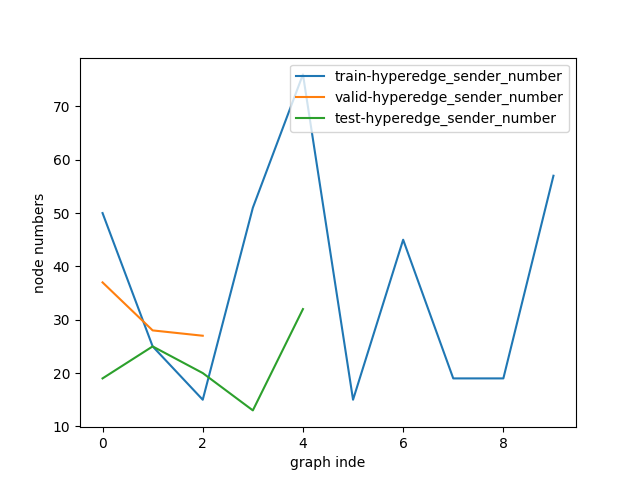 train-hyperedge_sender_number
valid-hyperedge_sender_number
test-hyperedge_sender_number
70
60
50
40
30
20
10
node numbers
0 2 4 6 8
graph inde